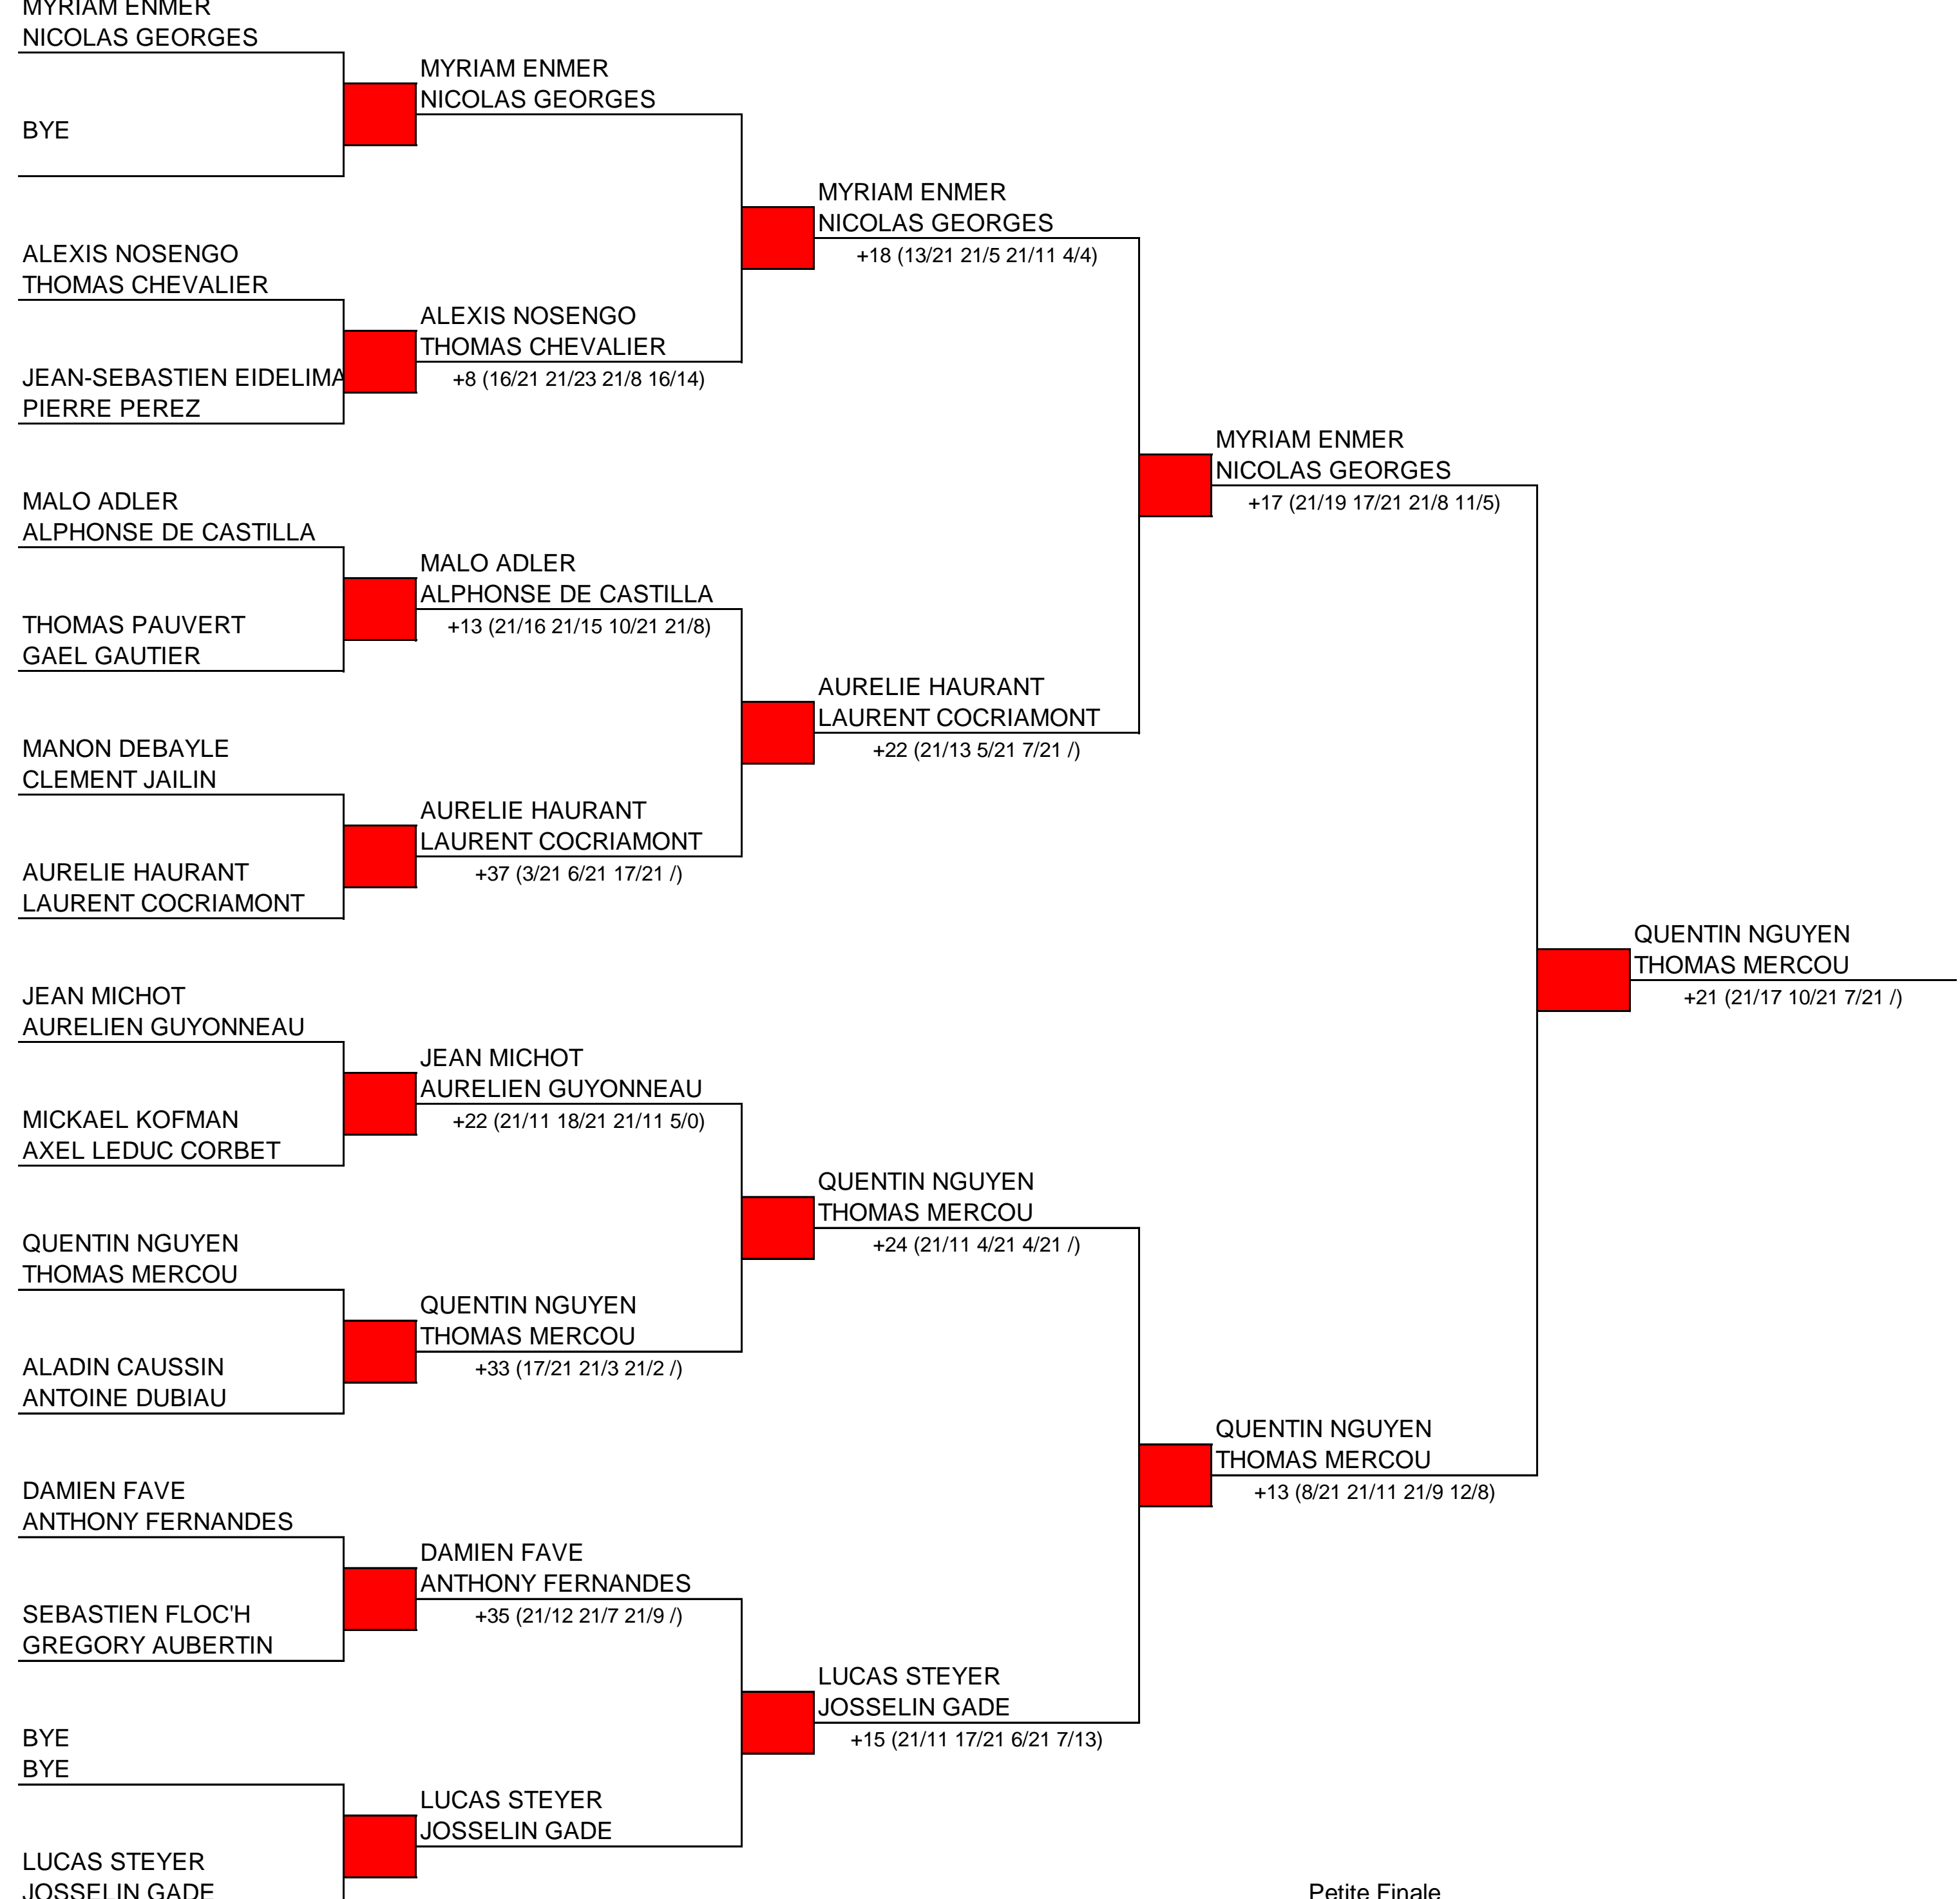 MYRIAM ENMER
NICOLAS GEORGES
BYE
ALEXIS NOSENGO
THOMAS CHEVALIER
JEAN-SEBASTIEN EIDELIMA
PIERRE PEREZ
MALO ADLER
ALPHONSE DE CASTILLA
THOMAS PAUVERT
GAEL GAUTIER
MANON DEBAYLE
CLEMENT JAILIN
AURELIE HAURANT
LAURENT COCRIAMONT
JEAN MICHOT
AURELIEN GUYONNEAU
MICKAEL KOFMAN
AXEL LEDUC CORBET
QUENTIN NGUYEN
THOMAS MERCOU
ALADIN CAUSSIN
ANTOINE DUBIAU
DAMIEN FAVE
ANTHONY FERNANDES
SEBASTIEN FLOC'H
GREGORY AUBERTIN
BYE
BYE
LUCAS STEYER
JOSSELIN GADE
MYRIAM ENMER
NICOLAS GEORGES
ALEXIS NOSENGO
THOMAS CHEVALIER
+8 (16/21 21/23 21/8 16/14)
MALO ADLER
ALPHONSE DE CASTILLA
+13 (21/16 21/15 10/21 21/8)
AURELIE HAURANT
LAURENT COCRIAMONT
+37 (3/21 6/21 17/21 /)
JEAN MICHOT
AURELIEN GUYONNEAU
+22 (21/11 18/21 21/11 5/0)
QUENTIN NGUYEN
THOMAS MERCOU
+33 (17/21 21/3 21/2 /)
DAMIEN FAVE
ANTHONY FERNANDES
+35 (21/12 21/7 21/9 /)
LUCAS STEYER
JOSSELIN GADE
MYRIAM ENMER
NICOLAS GEORGES
+18 (13/21 21/5 21/11 4/4)
AURELIE HAURANT
LAURENT COCRIAMONT
+22 (21/13 5/21 7/21 /)
QUENTIN NGUYEN
THOMAS MERCOU
+24 (21/11 4/21 4/21 /)
LUCAS STEYER
JOSSELIN GADE
+15 (21/11 17/21 6/21 7/13)
MYRIAM ENMER
NICOLAS GEORGES
+17 (21/19 17/21 21/8 11/5)
QUENTIN NGUYEN
THOMAS MERCOU
+13 (8/21 21/11 21/9 12/8)
QUENTIN NGUYEN
THOMAS MERCOU
+21 (21/17 10/21 7/21 /)
Petite Finale